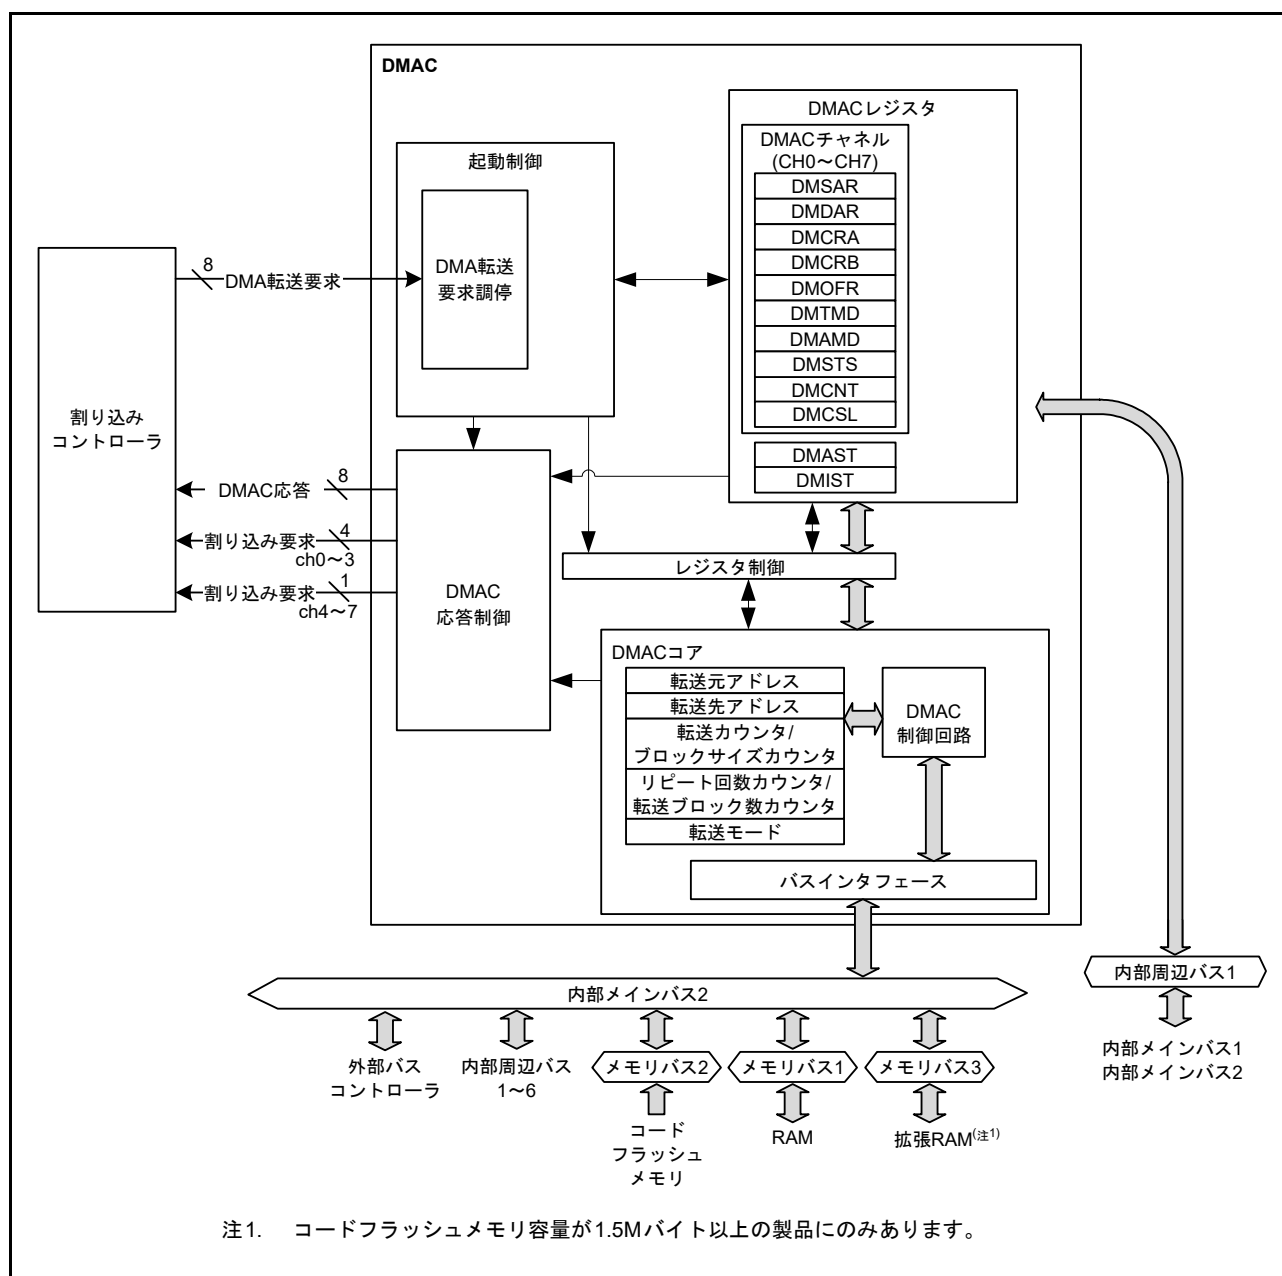 DMAC
DMACレジスタ
DMACチャネル
(CH0～CH7)
DMSAR
DMDAR
DMCRA
DMCRB
DMOFR
DMTMD
DMAMD
DMSTS
DMCNT
DMCSL
DMAST
DMIST
起動制御
DMA転送
要求調停
8
DMA転送要求
割り込み
コントローラ
DMAC応答
8
割り込み要求
4
ch0～3
割り込み要求
1
ch4～7
DMAC
応答制御
レジスタ制御
DMACコア
転送元アドレス
転送先アドレス
転送カウンタ/
ブロックサイズカウンタ
リピート回数カウンタ/
転送ブロック数カウンタ
転送モード
DMAC
制御回路
バスインタフェース
内部周辺バス1
内部メインバス1
内部メインバス2
内部メインバス2
外部バス
コントローラ
内部周辺バス
1～6
メモリバス2
コード
フラッシュ
メモリ
メモリバス1
RAM
メモリバス3
拡張RAM(注1)
注1. コードフラッシュメモリ容量が1.5Mバイト以上の製品にのみあります。